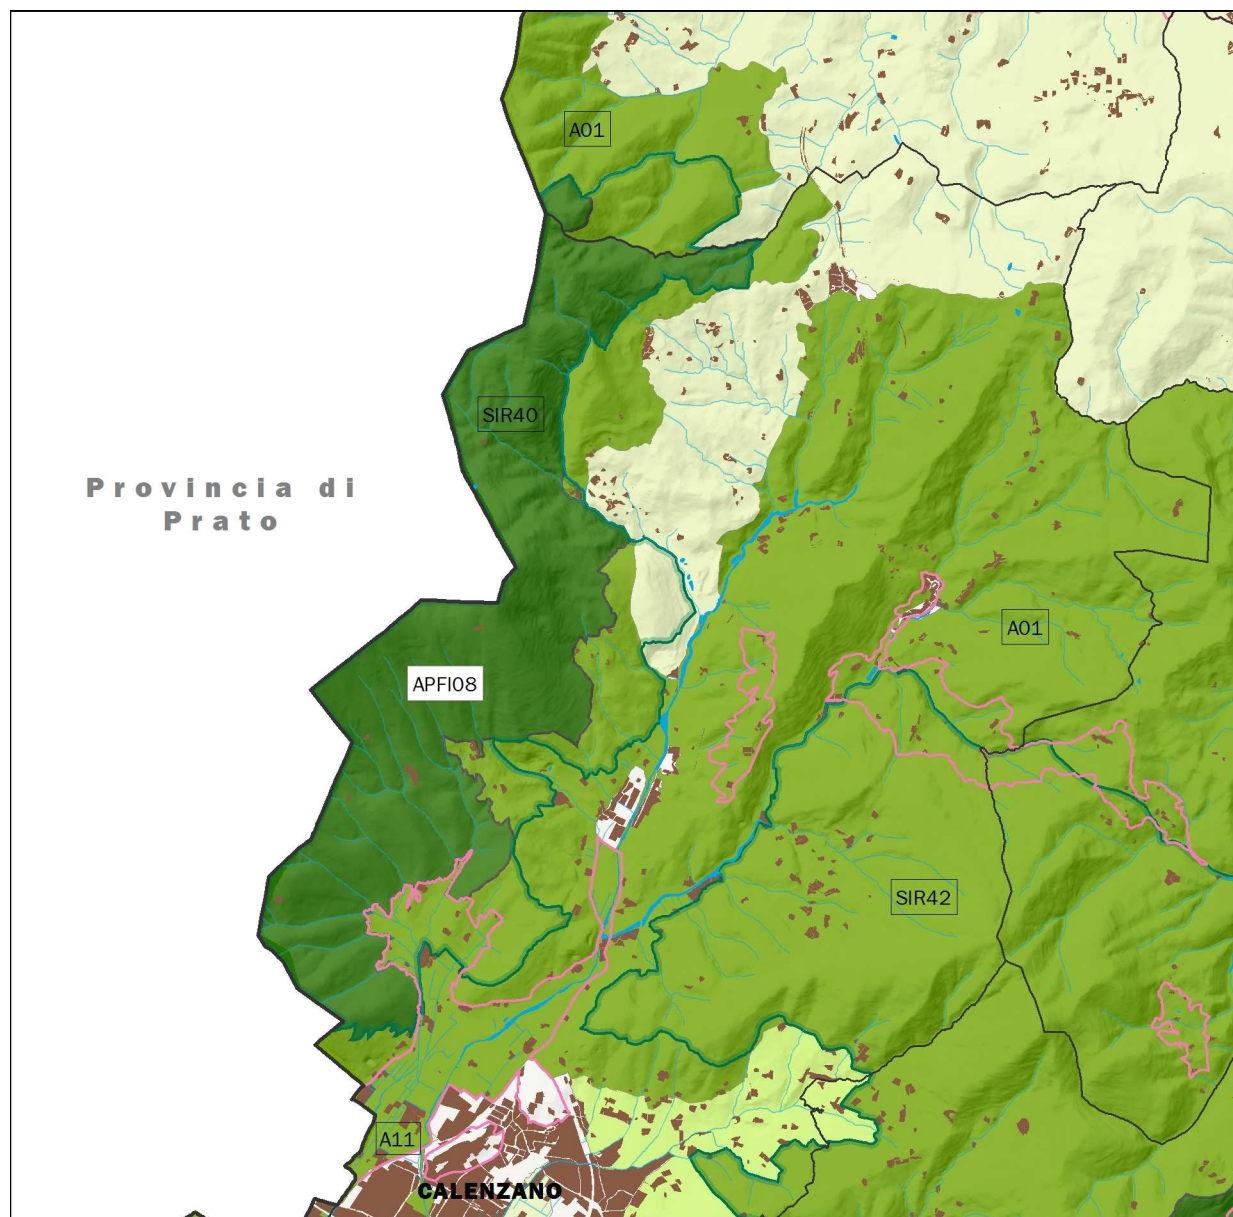 A01
SIR40
Provincia di
Prato
A01
APFI08
SIR42
A11
CALENZANO